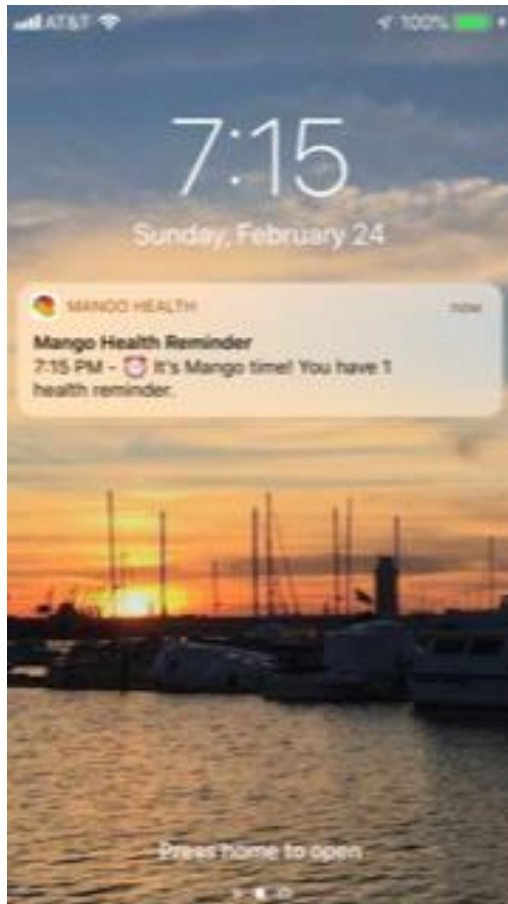 AT&T 100%
7:15
Sunday, February 24
MANGO HEALTH now
Mango Health Reminder
7:15 PM - ⏰ It's Mango time! You have 1
health reminder.
Press home to open